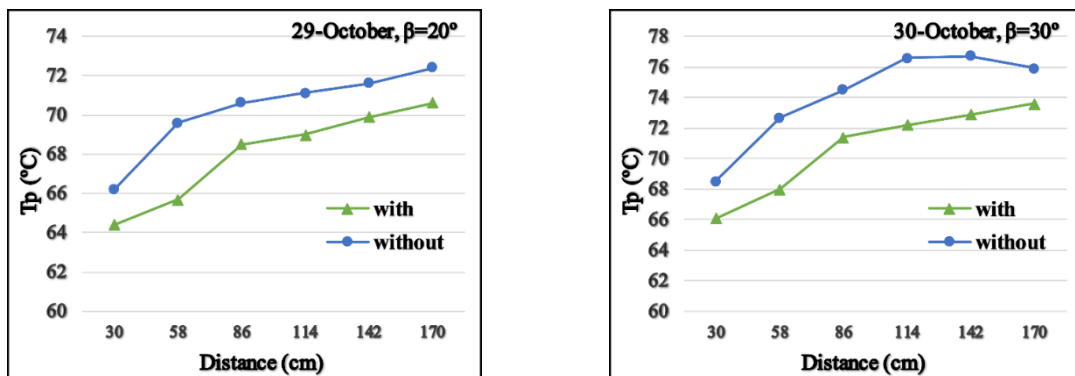 29-October, β=20º
74
72
70
68
66
64
62
60
Tp (ºC)
with
without
30 58 86 114 142 170
Distance (cm)
30-October, β=30º
78
76
74
72
70
68
66
64
62
60
Tp (ºC)
with
without
30 58 86 114 142 170
Distance (cm)